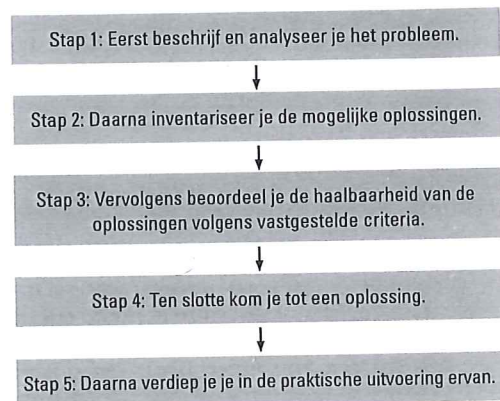 Stap 1: Eerst beschrijf en analyseer je het probleem.
Stap 2: Daarna inventariseer je de mogelijke oplossingen.
Stap 3: Vervolgens beoordeel je de haalbaarheid van de
oplossingen volgens vastgestelde criteria.
Stap 4: Ten slotte kom je tot een oplossing.
Stap 5: Daarna verdiep je je in de praktische uitvoering ervan.